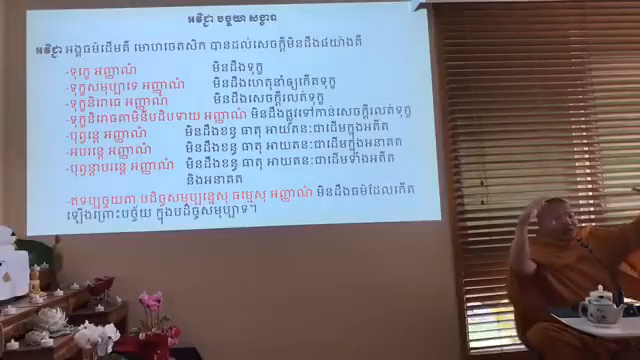 អវិជ្ជា បច្ចយា សង្ខារា
អវិជ្ជា អង្គធម៌ដើមគឺ មោហចេតសិក បានដល់សេចក្ដីមិនដឹង៨យ៉ាងគឺ
-ទុក្ខេ អញ្ញាណំ មិនដឹងទុក្ខ
-ទុក្ខសមុប្បាទេ អញ្ញាណំ មិនដឹងហេតុនាំឲ្យកើតទុក្ខ
-ទុក្ខនិរោធេ អញ្ញាណំ មិនដឹងសេចក្ដីរលត់ទុក្ខ
-ទុក្ខនិរោធគាមិនីបដិបទាយ អញ្ញាណំ មិនដឹងផ្លូវទៅកាន់សេចក្ដីរលត់ទុក្ខ
-បុព្វន្តេ អញ្ញាណំ មិនដឹងខន្ធ ធាតុ អាយតនៈជាដើមក្នុងអតីត
-អបរន្តេ អញ្ញាណំ មិនដឹងខន្ធ ធាតុ អាយតនៈជាដើមក្នុងអនាគត
-បុព្វន្តាបរន្តេ អញ្ញាណំ មិនដឹងខន្ធ ធាតុ អាយតនៈជាដើមទាំងអតីត
និងអនាគត
-ឥទប្បច្ចយតា បដិច្ចសមុប្បន្នេសុ ធម្មេសុ អញ្ញាណំ មិនដឹងធម៌ដែលកើត
ឡើងព្រោះបច្ច័យ ក្នុងបដិច្ចសមុប្បាទ។